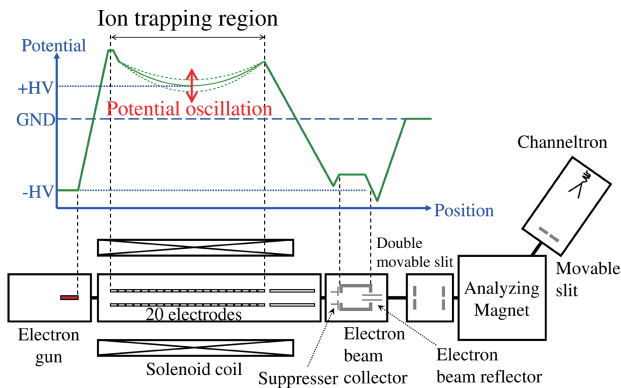 Ion trapping region
Potential
+HV
Potential oscillation
GND
-HV
Position
Channeltron
Double
movable slit
Movable
slit
Analyzing
Magnet
20 electrodes
Electron
gun
Solenoid coil
Suppresser
Electron
beam
collector
Electron
beam reflector